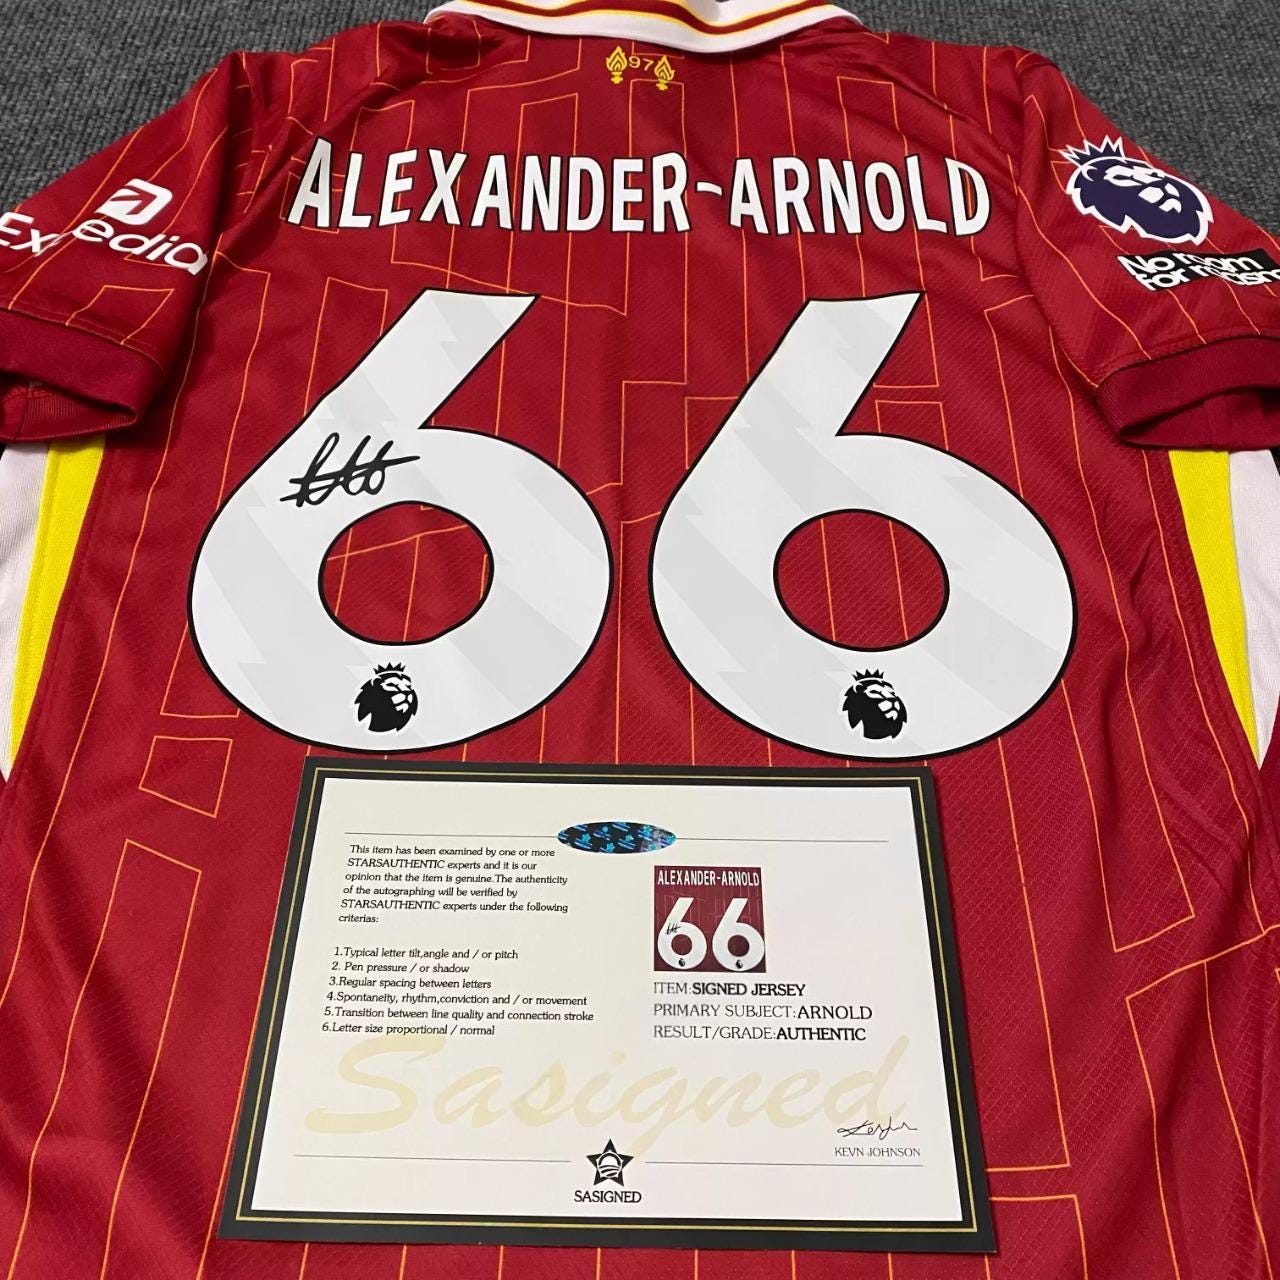 97
ALEXANDER-ARNOLD
Expedia
No room
for racism
66
This item has been examined by one or more
STARSAUTHENTIC experts and it is our
opinion that the item is genuine.The authenticity
of the autographing will be verified by
STARSAUTHENTIC experts under the following
criterias:
1.Typical letter tilt,angle and / or pitch
2. Pen pressure / or shadow
3.Regular spacing between letters
4.Spontaneity, rhythm,conviction and / or movement
5.Transition between line quality and connection stroke
6.Letter size proportional / normal
ALEXANDER-ARNOLD
66
ITEM:SIGNED JERSEY
PRIMARY SUBJECT:ARNOLD
RESULT/GRADE:AUTHENTIC
Sasigned
KEVN JOHNSON
SASIGNED